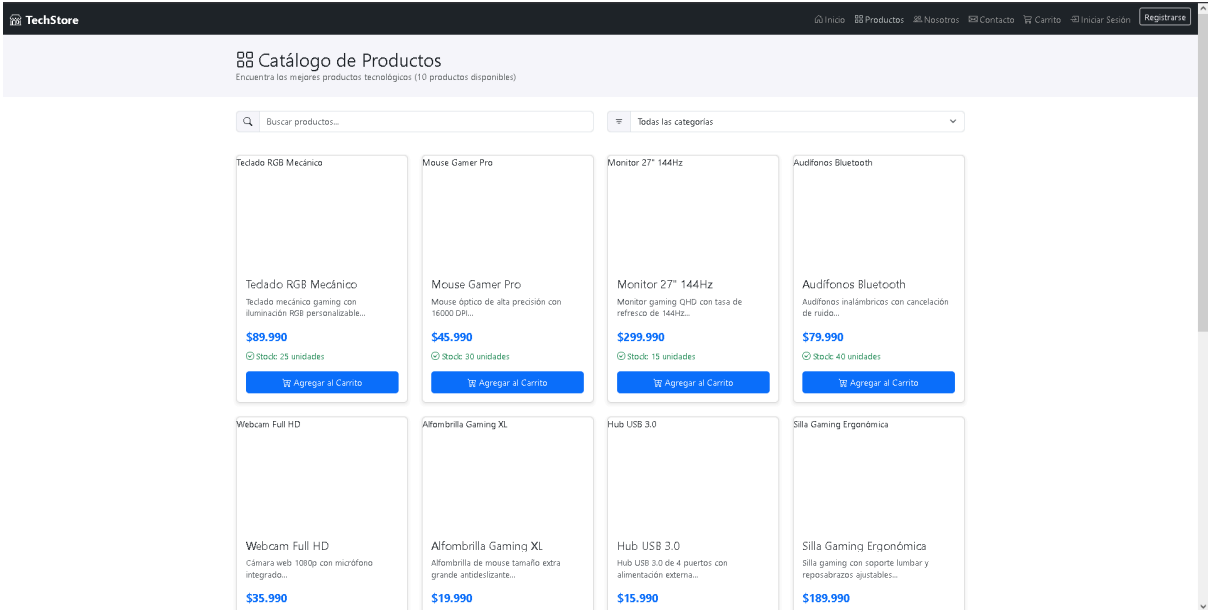 TechStore
Inicio Productos Nosotros Contacto Carrito Iniciar Sesión Registrarse
Catálogo de Productos
Encuentra los mejores productos tecnológicos (10 productos disponibles)
Buscar productos...
Todas las categorías
Teclado RGB Mecánico
Teclado RGB Mecánico
Teclado mecánico gaming con
iluminación RGB personalizable...
$89.990
Stock: 25 unidades
Agregar al Carrito
Mouse Gamer Pro
Mouse Gamer Pro
Mouse óptico de alta precisión con
16000 DPI...
$45.990
Stock: 30 unidades
Agregar al Carrito
Monitor 27" 144Hz
Monitor 27" 144Hz
Monitor gaming QHD con tasa de
refresco de 144Hz...
$299.990
Stock: 15 unidades
Agregar al Carrito
Audífonos Bluetooth
Audífonos Bluetooth
Audífonos inalámbricos con cancelación
de ruido...
$79.990
Stock: 40 unidades
Agregar al Carrito
Webcam Full HD
Webcam Full HD
Cámara web 1080p con micrófono
integrado...
$35.990
Alfombrilla Gaming XL
Alfombrilla Gaming XL
Alfombrilla de mouse tamaño extra
grande antideslizante...
$19.990
Hub USB 3.0
Hub USB 3.0
Hub USB 3.0 de 4 puertos con
alimentación externa...
$15.990
Silla Gaming Ergonómica
Silla Gaming Ergonómica
Silla gaming con soporte lumbar y
reposabrazos ajustables...
$189.990